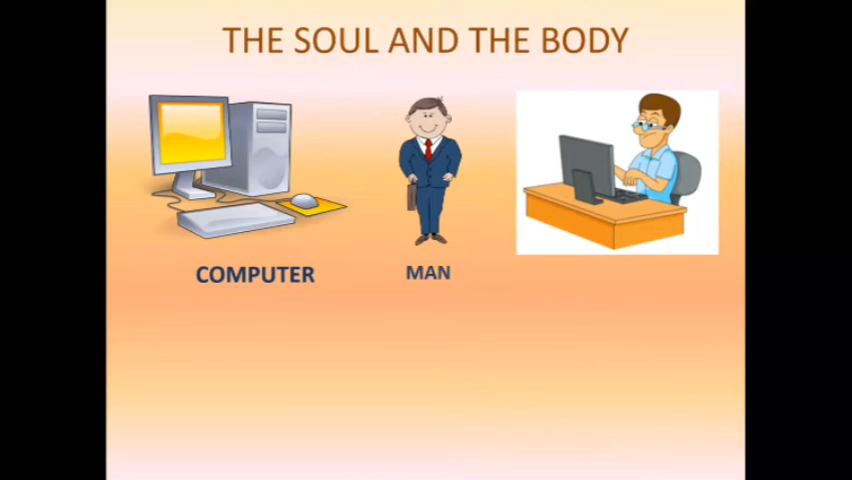 THE SOUL AND THE BODY
COMPUTER
MAN